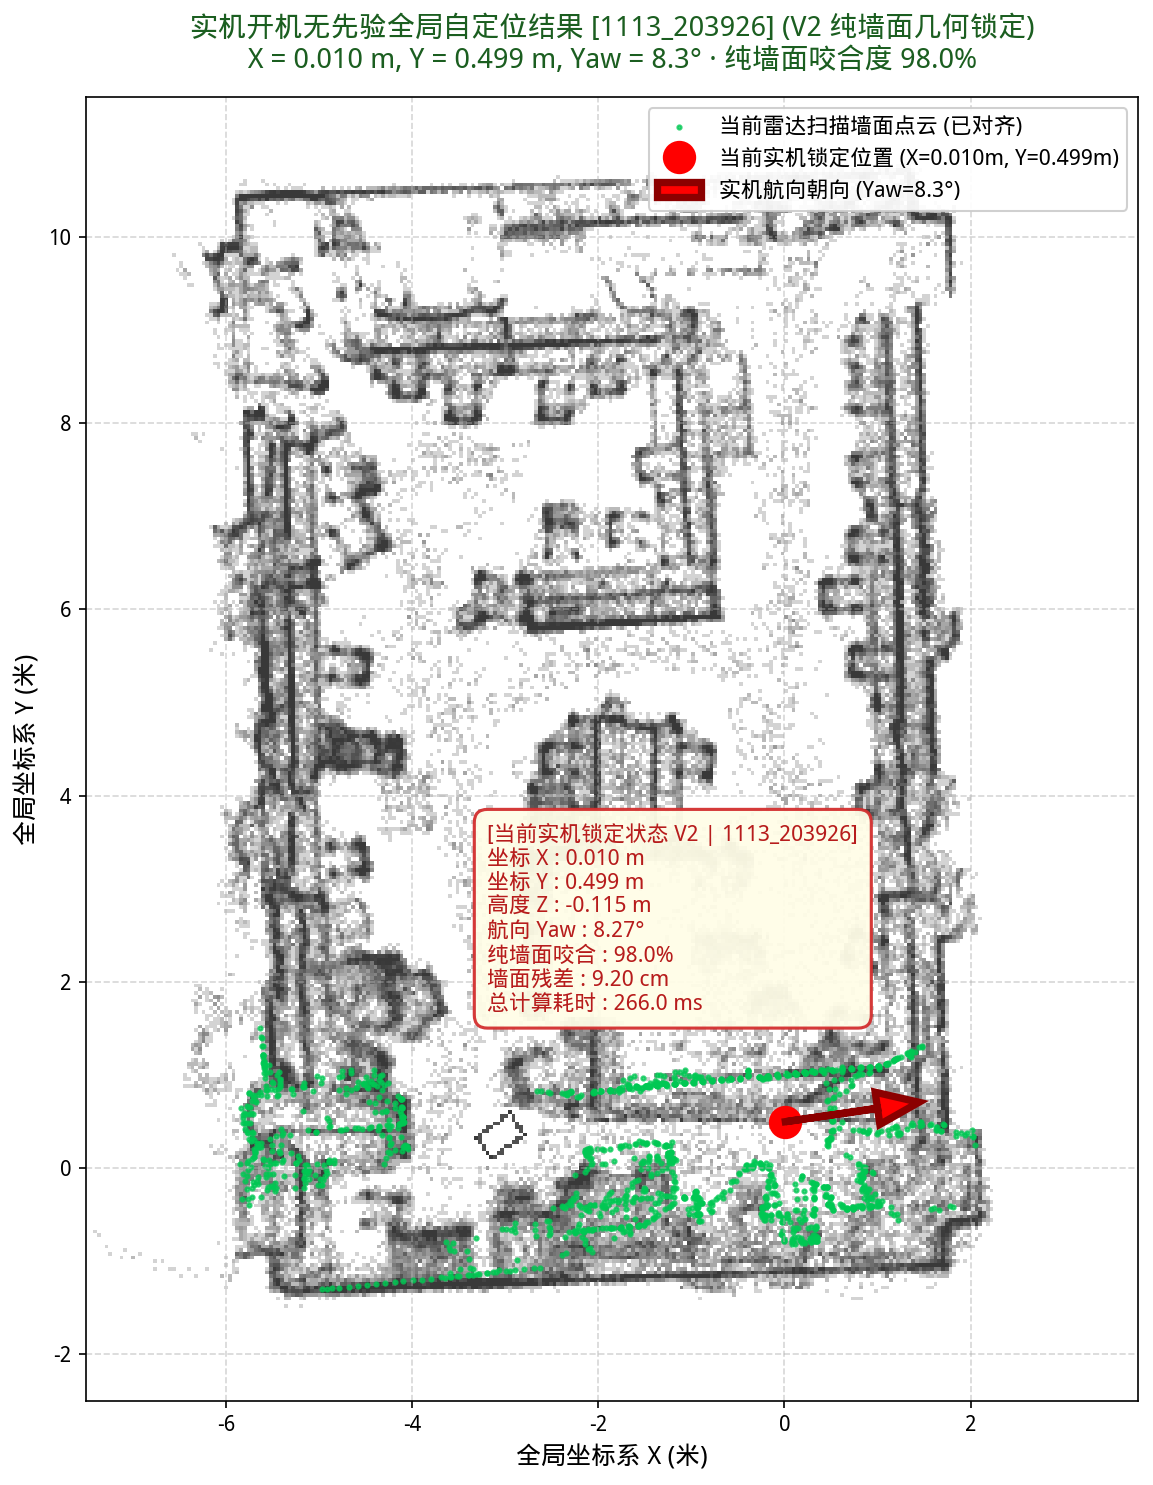 实机开机无先验全局自定位结果 [1113_203926] (V2 纯墙面几何锁定)
X = 0.010 m, Y = 0.499 m, Yaw = 8.3° · 纯墙面咬合度 98.0%
当前雷达扫描墙面点云 (已对齐)
当前实机锁定位置 (X=0.010m, Y=0.499m)
实机航向朝向 (Yaw=8.3°)
10
8
6
4
2
0
-2
全局坐标系 Y (米)
[当前实机锁定状态 V2 | 1113_203926]
坐标 X : 0.010 m
坐标 Y : 0.499 m
高度 Z : -0.115 m
航向 Yaw : 8.27°
纯墙面咬合 : 98.0%
墙面残差 : 9.20 cm
总计算耗时 : 266.0 ms
-6 -4 -2 0 2
全局坐标系 X (米)